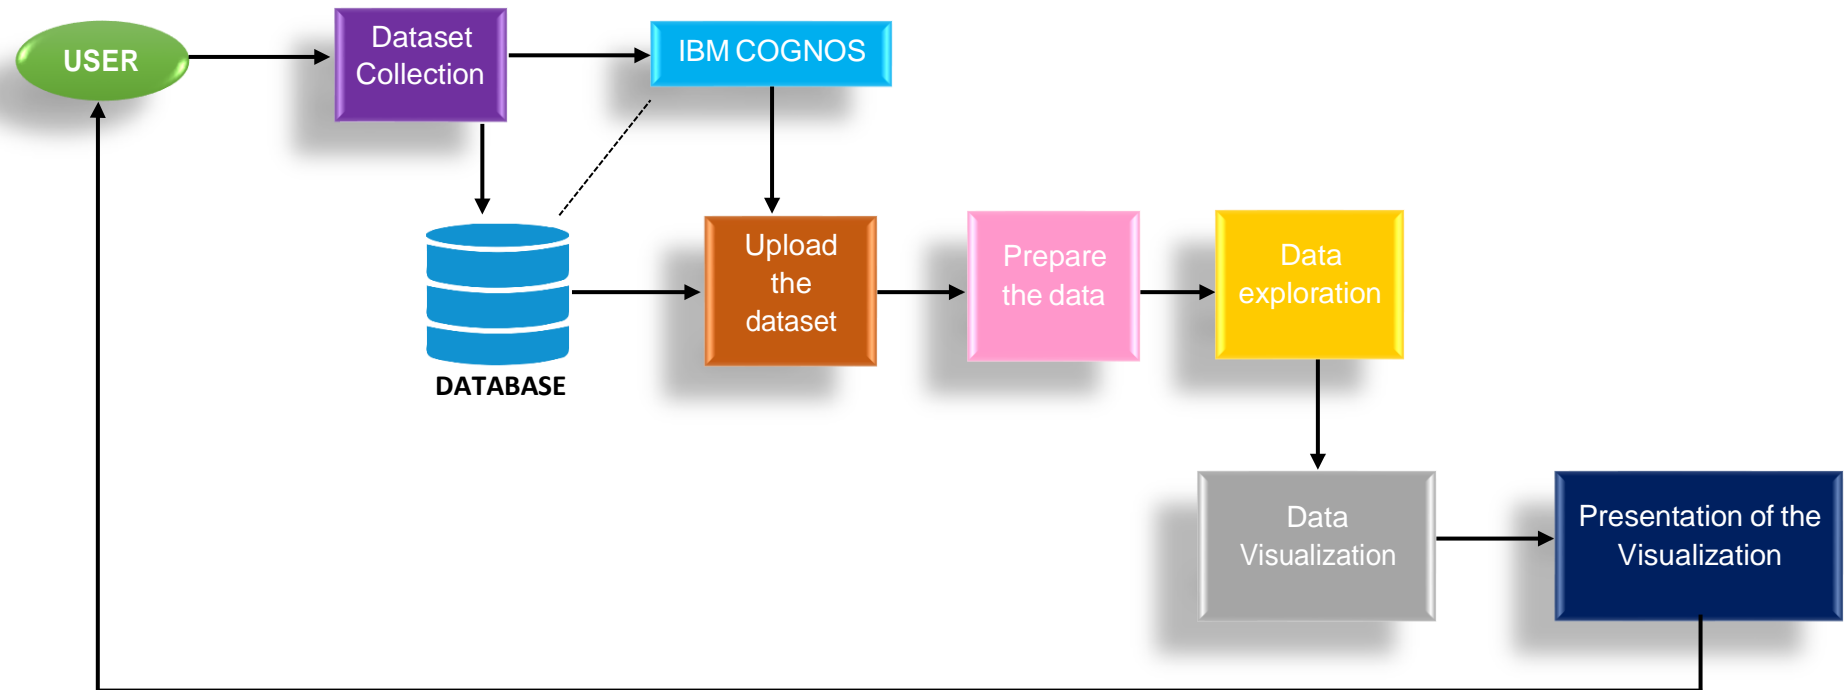 USER
Dataset
Collection
IBM COGNOS
DATABASE
Upload
the
dataset
Prepare
the data
Data
exploration
Data
Visualization
Presentation of the
Visualization